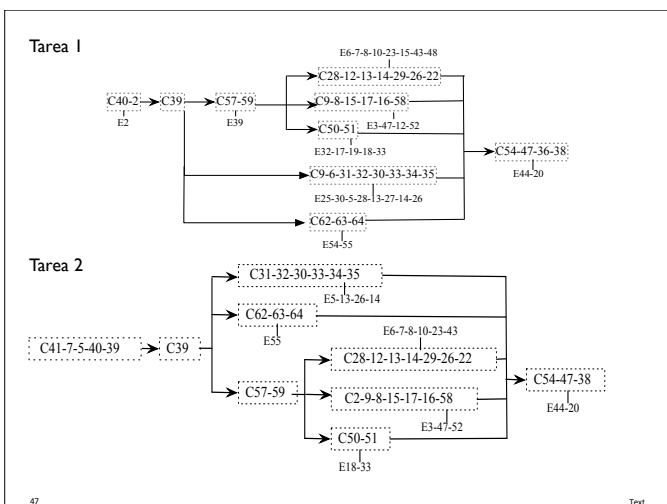 Tarea 1
E6-7-8-10-23-15-43-48
C28-12-13-14-29-26-22
C40-2
C39
C57-59
C9-8-15-17-16-58
E2
E39
E3-47-12-52
C50-51
E32-17-19-18-33
C54-47-36-38
E44-20
C9-6-31-32-30-33-34-35
E25-30-5-28-13-27-14-26
C62-63-64
E54-55
Tarea 2
C31-32-30-33-34-35
E5-13-26-14
C62-63-64
E55
E6-7-8-10-23-43
C41-7-5-40-39
C39
C28-12-13-14-29-26-22
C54-47-38
E44-20
C57-59
C2-9-8-15-17-16-58
E3-47-52
C50-51
E18-33
47
Text